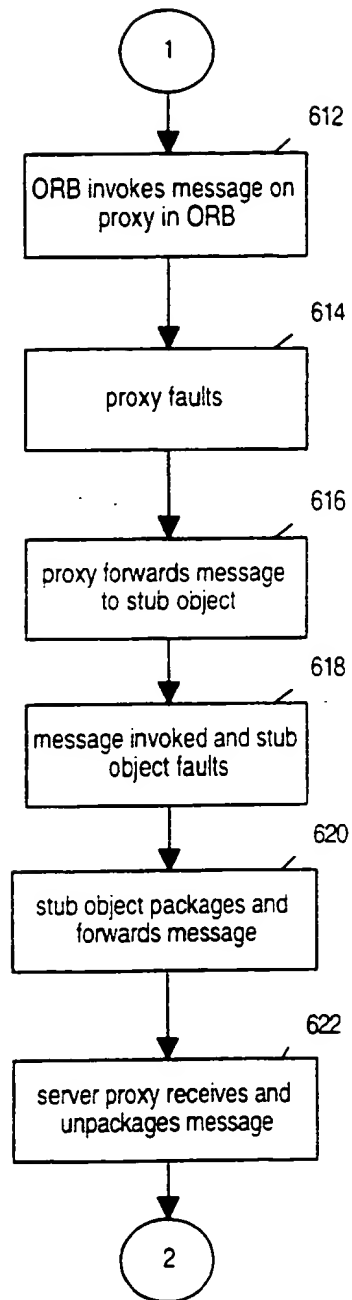 1
612
ORB invokes message on
proxy in ORB
614
proxy faults
616
proxy forwards message
to stub object
618
message invoked and stub
object faults
620
stub object packages and
forwards message
622
server proxy receives and
unpackages message
2